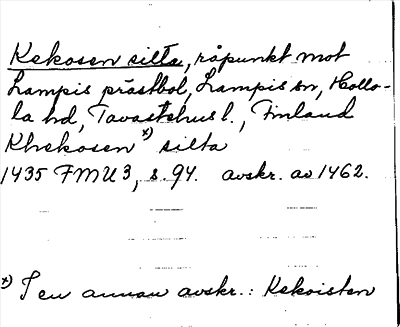 Kekosen silta, råpunkt mot
Lampis prästbol, Lampis sn, Hollo-
la hd, Tavastehus l., Finland
Khekosen x) silta
1435 FMU 3, s. 94. avskr. av 1462.
x) I en annan avskr.: Kekoisten